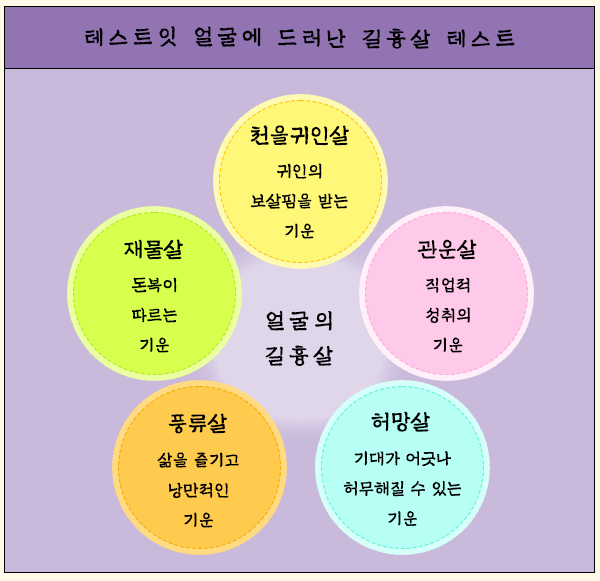 테스트잇 얼굴에 드러난 길흉살 테스트
천을귀인살
귀인의
보살핌을 받는
기운
재물살
돈복이
따르는
기운
관운살
직업적
성취의
기운
얼굴의
길흉살
풍류살
삶을 즐기고
낭만적인
기운
허망살
기대가 어긋나
허무해질 수 있는
기운